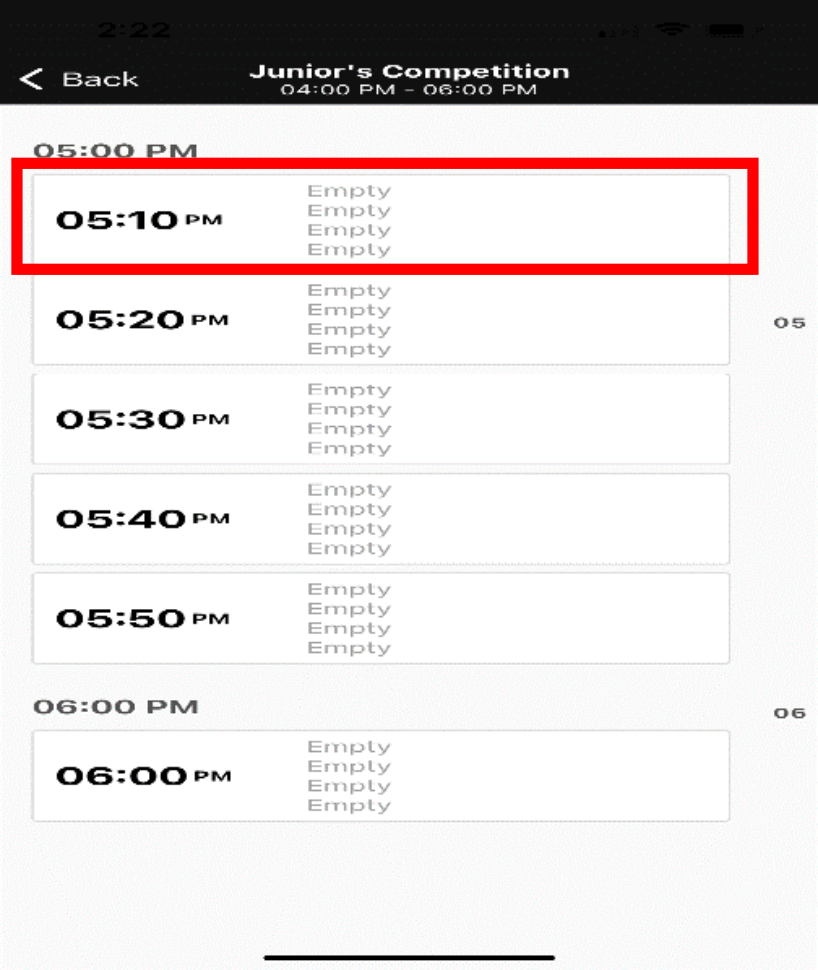 2:22
Back
Junior's Competition
04:00 PM - 06:00 PM
05:00 PM
05:10 PM
Empty
Empty
Empty
Empty
05:20 PM
Empty
Empty
Empty
Empty
05
05:30 PM
Empty
Empty
Empty
Empty
05:40 PM
Empty
Empty
Empty
Empty
05:50 PM
Empty
Empty
Empty
Empty
06:00 PM
06
06:00 PM
Empty
Empty
Empty
Empty